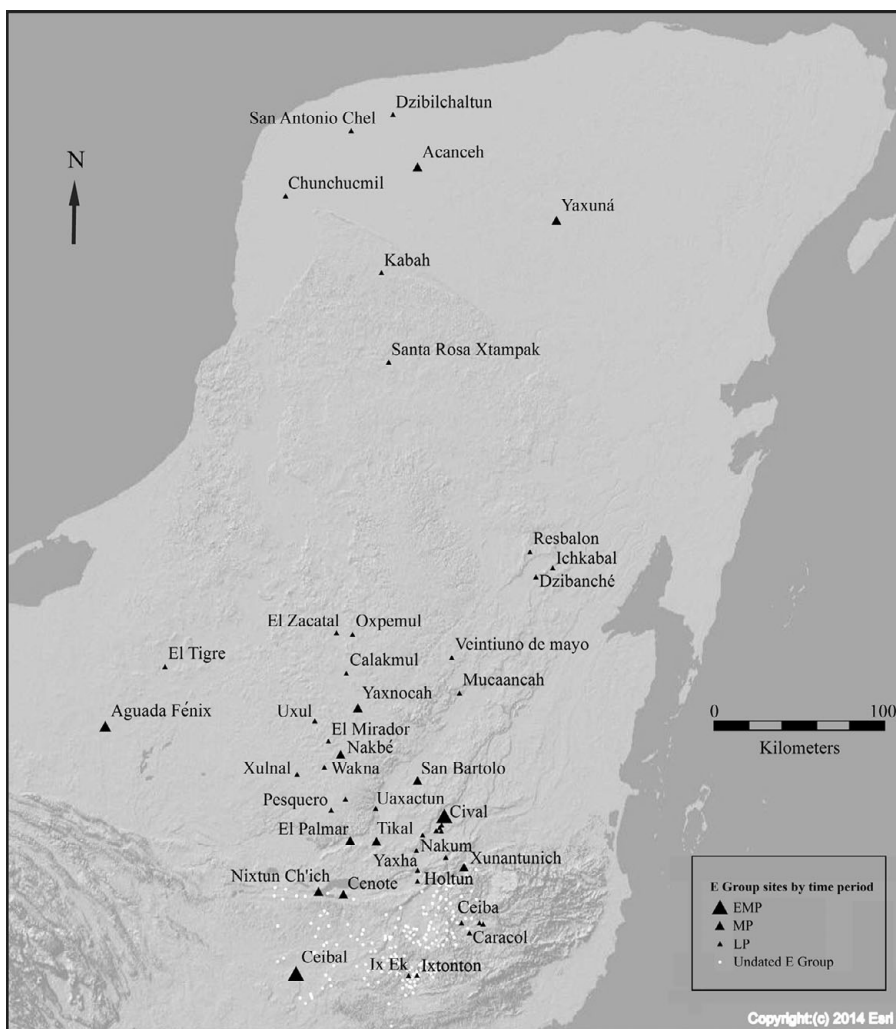 Dzibilchaltun
San Antonio Chel
Acanceh
N
Chunchucmil
Yaxuná
Kabah
Santa Rosa Xtampak
Resbalon
Ichkabal
Dzibanché
El Zacatal
Oxpemul
El Tigre
Veintiuno de mayo
Calakmul
Mucaancah
Yaxnocah
Aguada Fénix
Uxul
0
100
El Mirador
Kilometers
Nakbé
Xulnal
Wakna
San Bartolo
Pesquero
Uaxactun
Cival
El Palmar
Tikal
Nakum
Yaxha
Xunantunich
Nixtun Ch'ich
Cenote
Holtun
E Group sites by time period
EMP
Ceiba
MP
Caracol
LP
Ceibal
Ix Ek
Ixtonton
Undated E Group
Copyright:(c) 2014 Esri